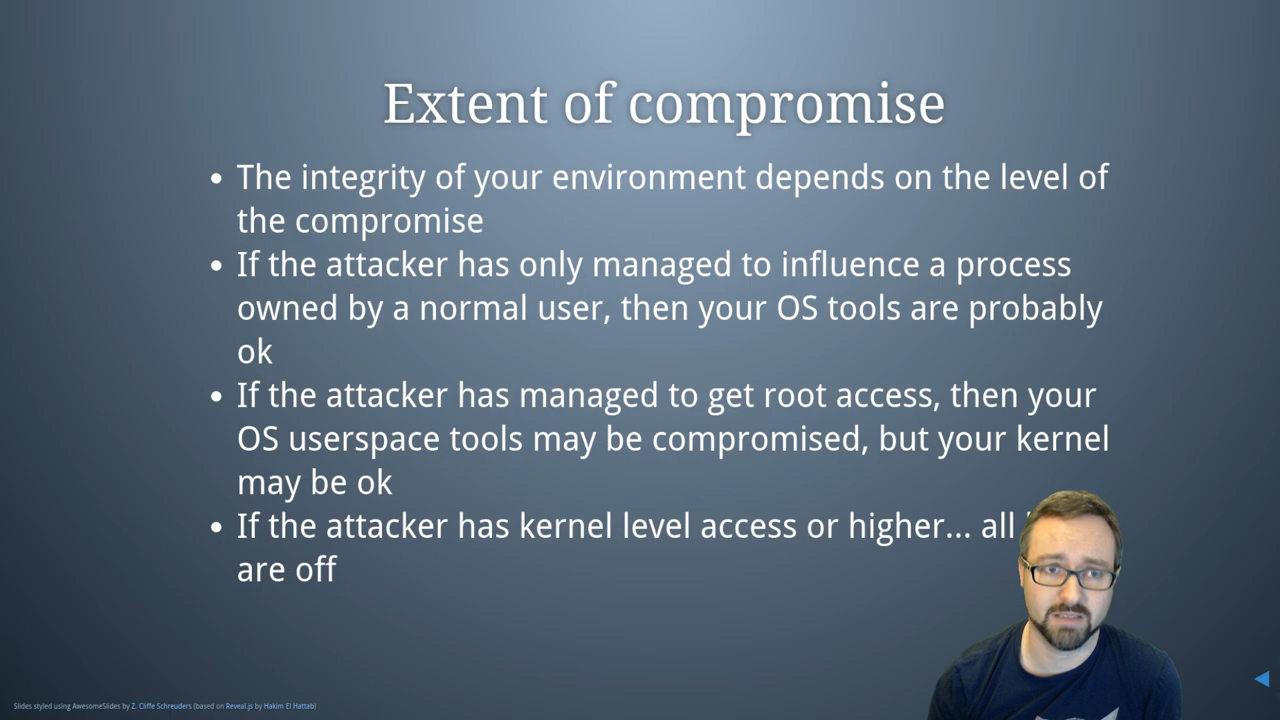 Extent of compromise
• The integrity of your environment depends on the level of
the compromise
• If the attacker has only managed to influence a process
owned by a normal user, then your OS tools are probably
ok
• If the attacker has managed to get root access, then your
OS userspace tools may be compromised, but your kernel
may be ok
• If the attacker has kernel level access or higher... all
are off
Slides styled using AwesomeSlides by Z. Cliffe Schreuders (based on Reveal.js by Hakim El Hattab)